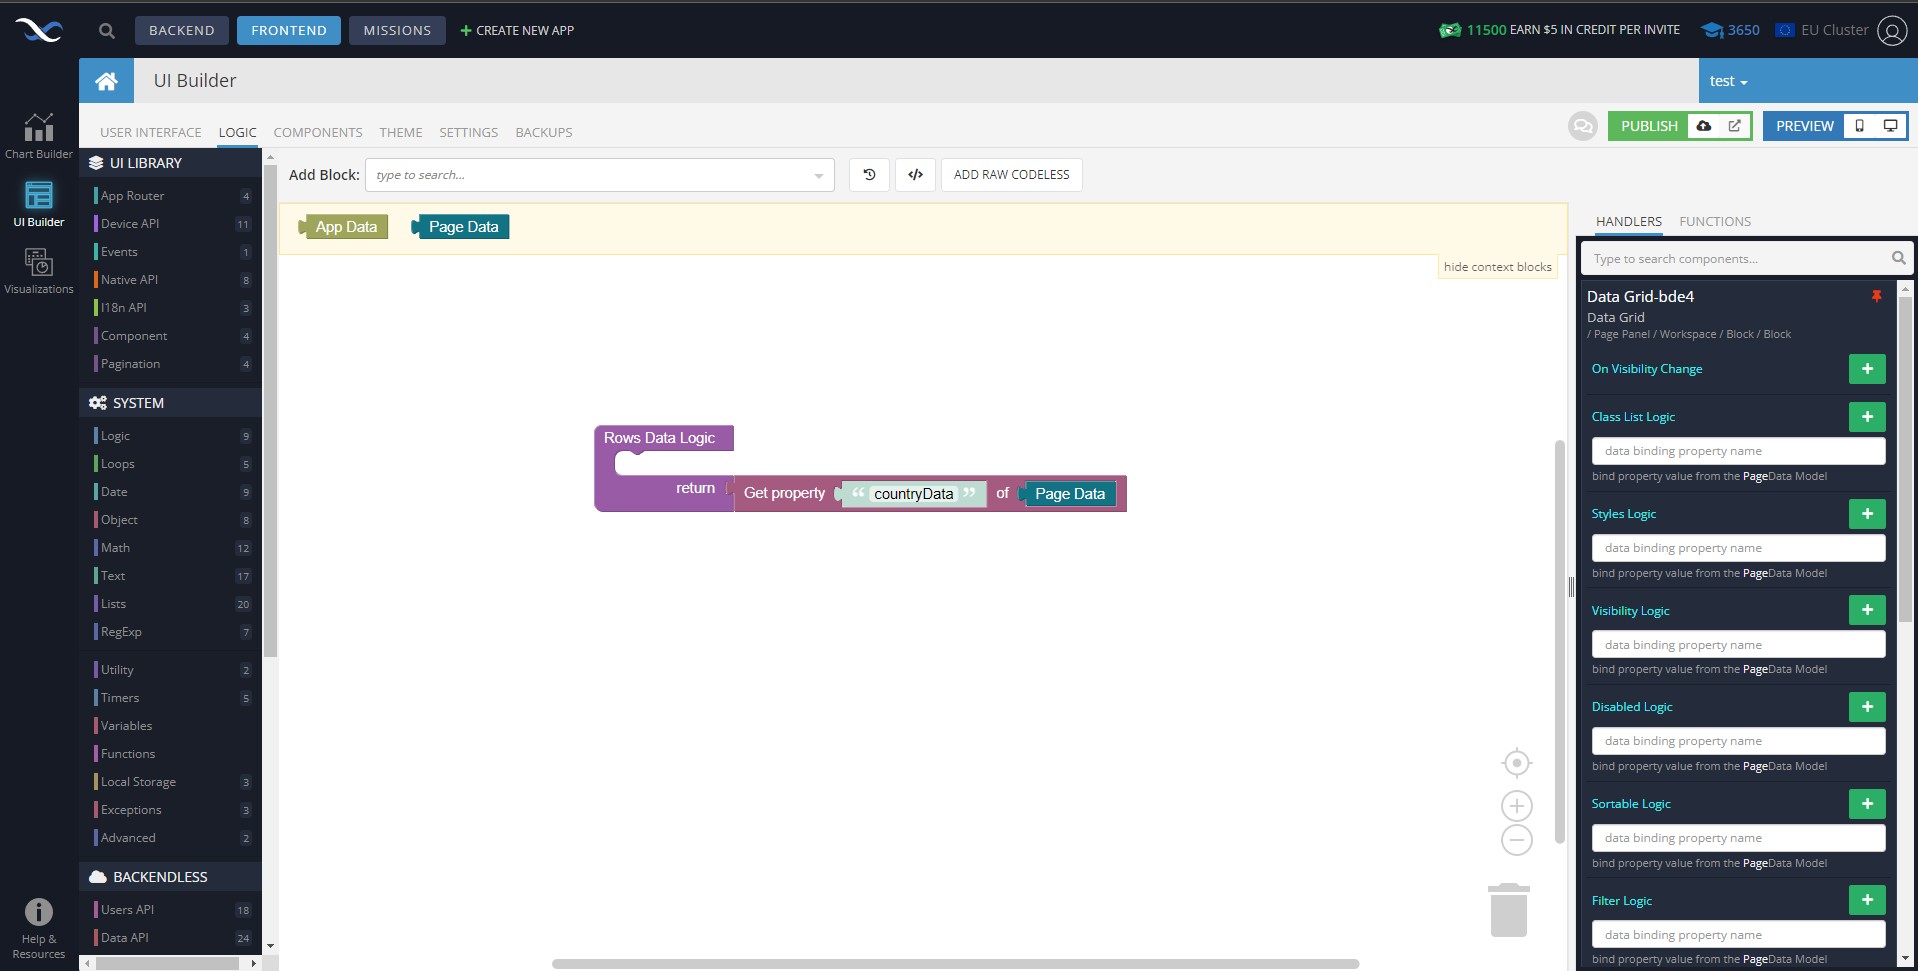 BACKEND
FRONTEND
MISSIONS
+ CREATE NEW APP
11500 EARN $5 IN CREDIT PER INVITE
3650
EU Cluster
UI Builder
test
USER INTERFACE
LOGIC
COMPONENTS
THEME
SETTINGS
BACKUPS
PUBLISH
PREVIEW
Chart Builder
UI Builder
Visualizations
Help &
Resources
UI LIBRARY
App Router 4
Device API 11
Events 1
Native API 8
I18n API 3
Component 4
Pagination 4
SYSTEM
Logic 9
Loops 5
Date 9
Object 8
Math 12
Text 17
Lists 20
RegExp 7
Utility 2
Timers 5
Variables
Functions
Local Storage 3
Exceptions 3
Advanced 2
BACKENDLESS
Users API 18
Data API 24
Add Block: type to search...
</>
ADD RAW CODELESS
App Data
Page Data
hide context blocks
Rows Data Logic
return Get property “ countryData ” of Page Data
HANDLERS
FUNCTIONS
Type to search components...
Data Grid-bde4
Data Grid
/ Page Panel / Workspace / Block / Block
On Visibility Change +
Class List Logic +
data binding property name
bind property value from the PageData Model
Styles Logic +
data binding property name
bind property value from the PageData Model
Visibility Logic +
data binding property name
bind property value from the PageData Model
Disabled Logic +
data binding property name
bind property value from the PageData Model
Sortable Logic +
data binding property name
bind property value from the PageData Model
Filter Logic +
data binding property name
bind property value from the PageData Model